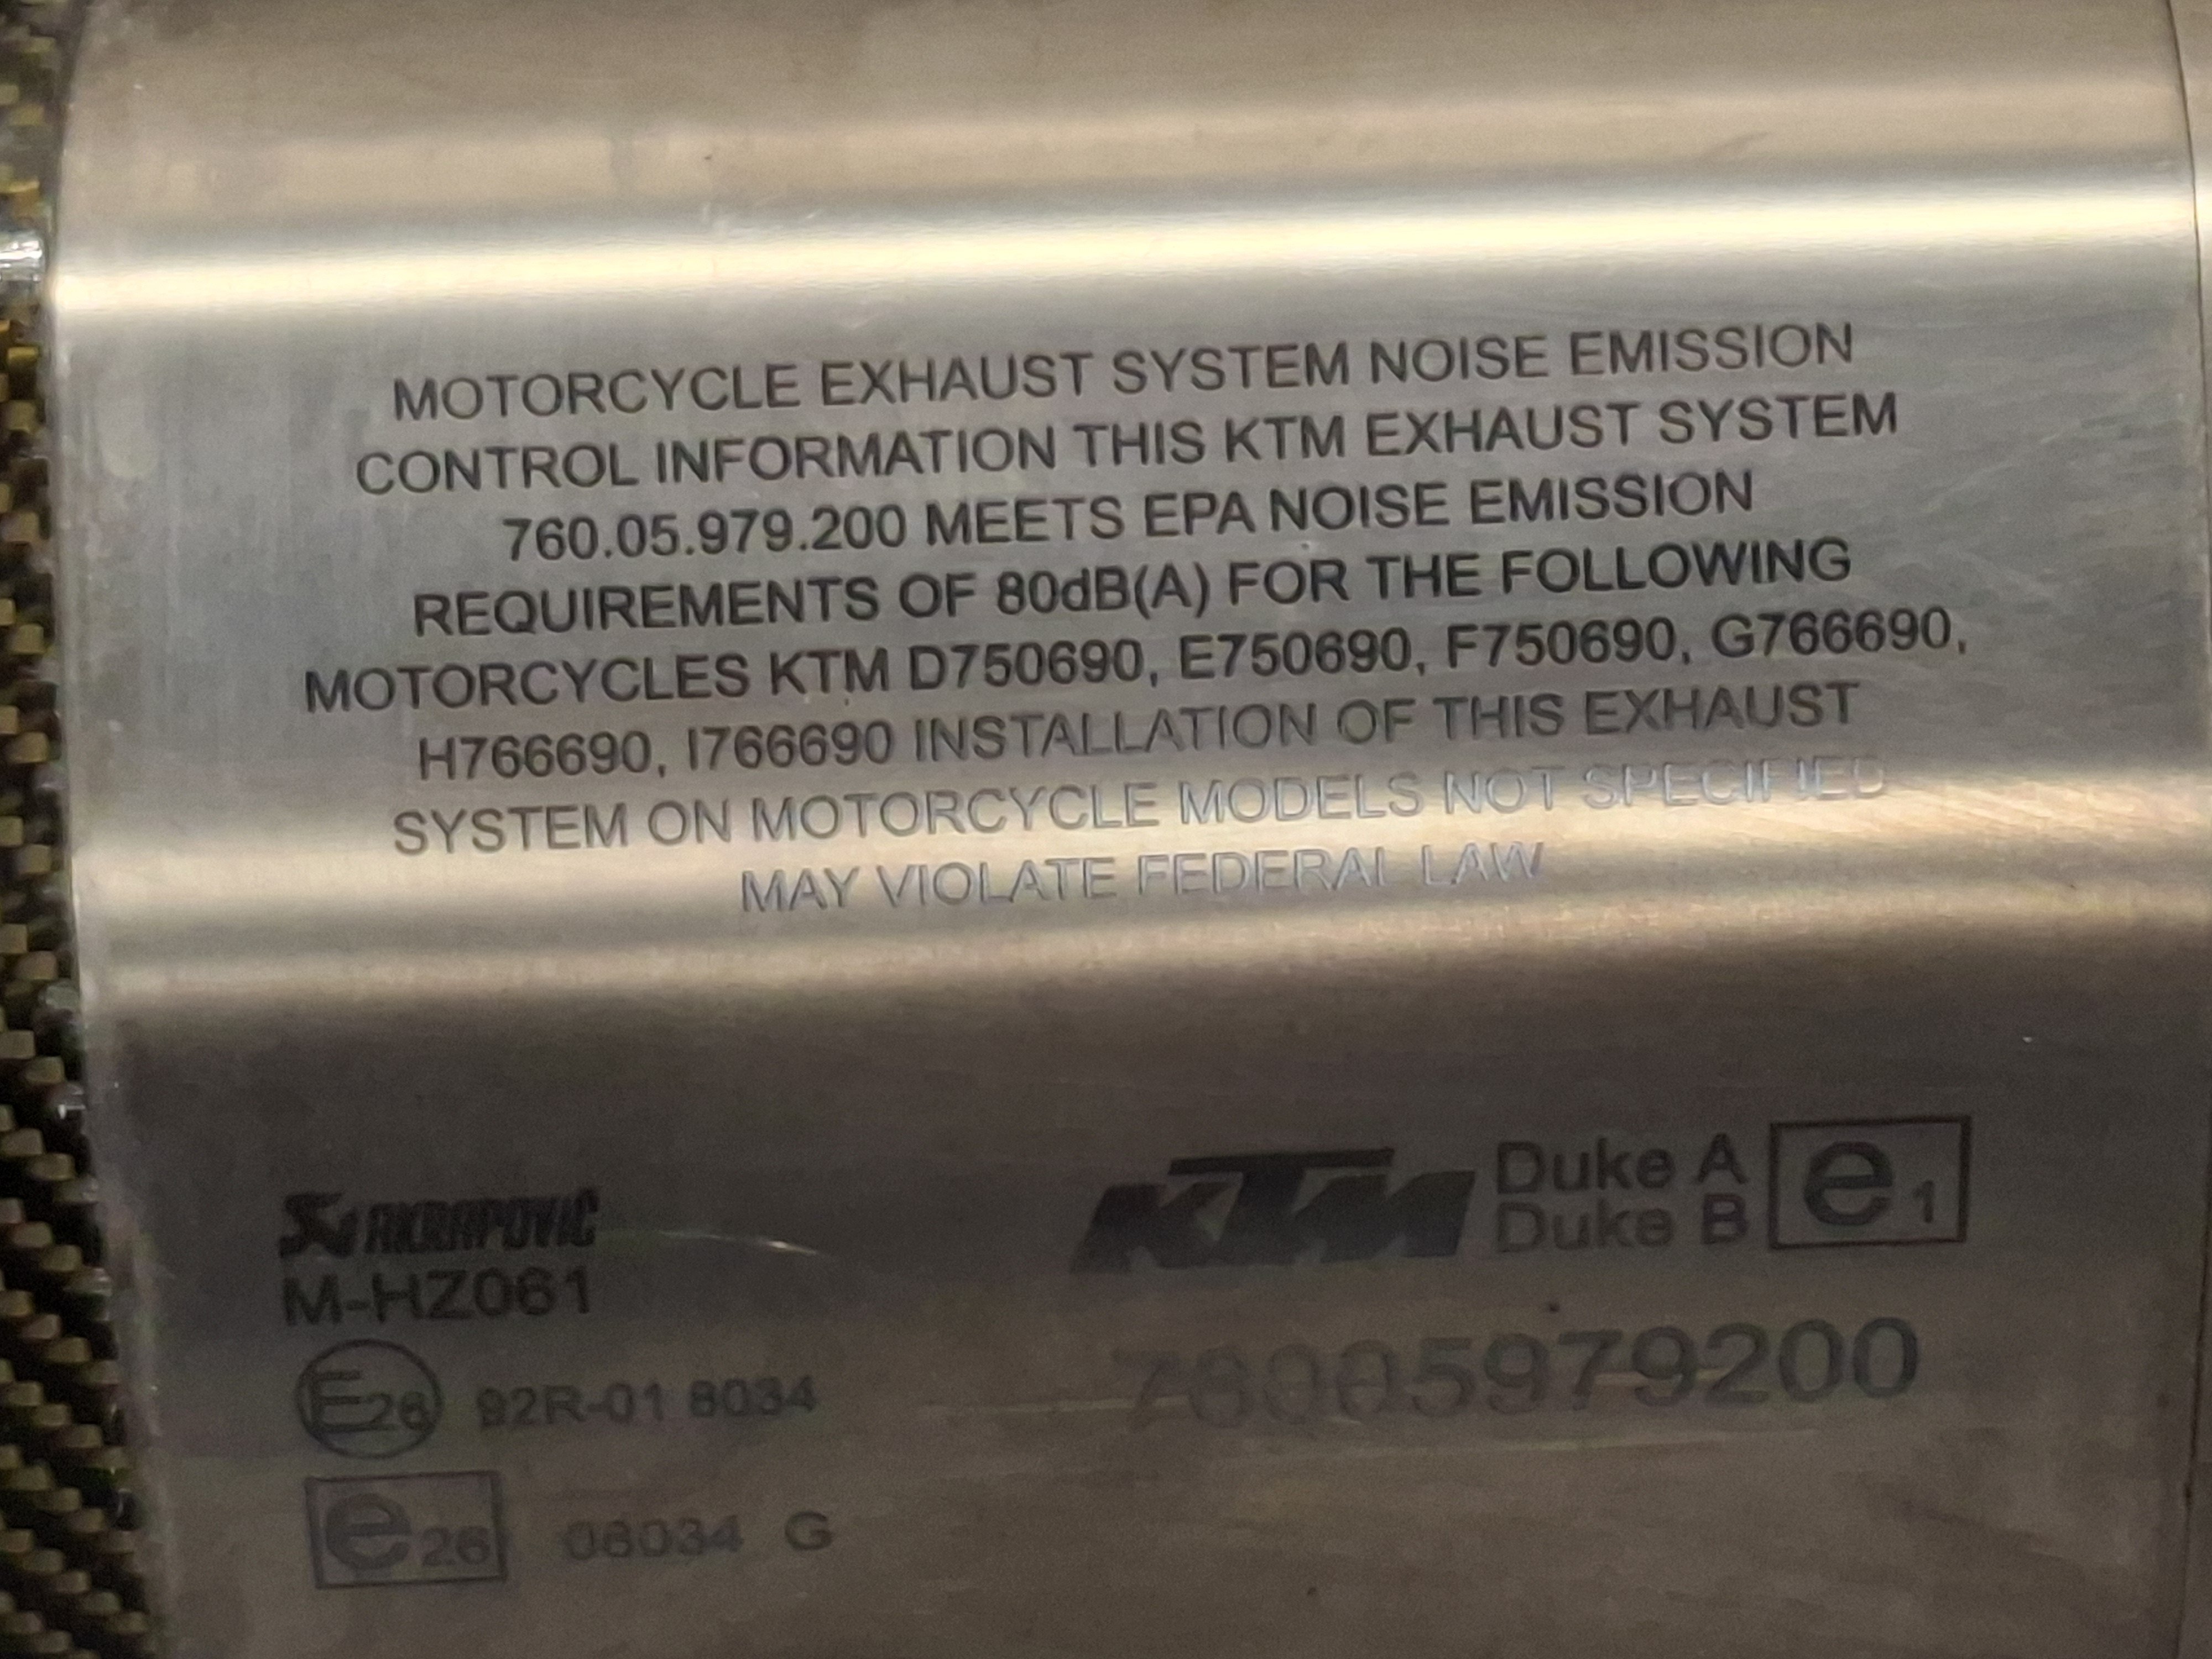 MOTORCYCLE EXHAUST SYSTEM NOISE EMISSION
CONTROL INFORMATION THIS KTM EXHAUST SYSTEM
760.05.979.200 MEETS EPA NOISE EMISSION
REQUIREMENTS OF 80dB(A) FOR THE FOLLOWING
MOTORCYCLES KTM D750690, E750690, F750690, G766690,
H766690, I766690 INSTALLATION OF THIS EXHAUST
SYSTEM ON MOTORCYCLE MODELS NOT SPECIFIED
MAY VIOLATE FEDERAL LAW
AKRAPOVIC
M-HZ061
E26 92R-01 8034
e26 08034 G
KTM Duke A
Duke B
e1
76005979200